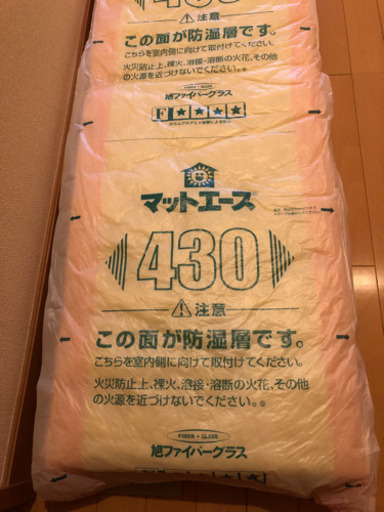 430
注意
この面が防湿層です。
こちらを室内側に向けて取付けてください。
火災防止上、裸火、溶接・溶断の火花、その他
の火源を近づけないでください。
FIBER・GLASS
旭ファイバーグラス
F★★★★
マットエース
430
注意
この面が防湿層です。
こちらを室内側に向けて取付けてください。
火災防止上、裸火、溶接・溶断の火花、その他
の火源を近づけないでください。
FIBER・GLASS
旭ファイバーグラス